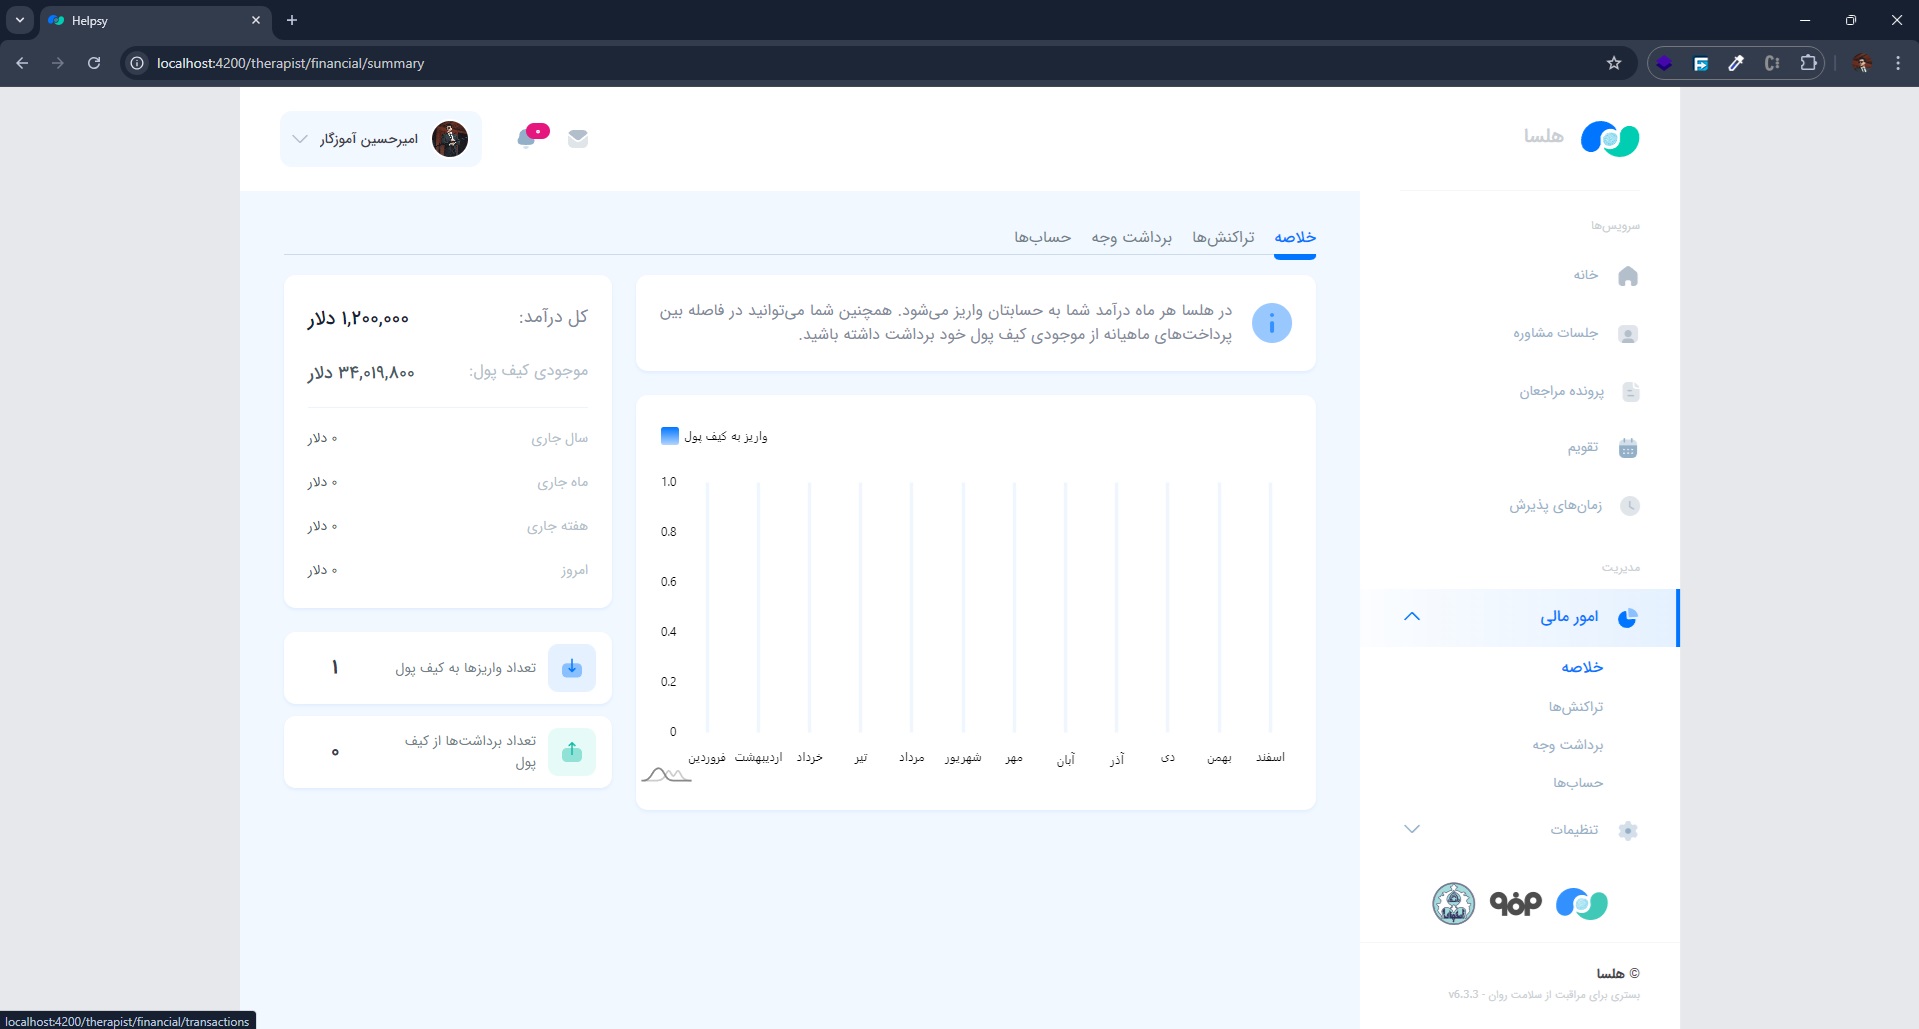 Helpsy
localhost:4200/therapist/financial/summary
هلسا
امیرحسین آموزگار
۰
سرویس‌ها
خانه
جلسات مشاوره
پرونده مراجعان
تقویم
زمان‌های پذیرش
مدیریت
امور مالی
خلاصه
تراکنش‌ها
برداشت وجه
حساب‌ها
تنظیمات
© هلسا
بستری برای مراقبت از سلامت روان - v6.3.3
خلاصه تراکنش‌ها برداشت وجه حساب‌ها
در هلسا هر ماه درآمد شما به حسابتان واریز می‌شود. همچنین شما می‌توانید در فاصله بین
پرداخت‌های ماهیانه از موجودی کیف پول خود برداشت داشته باشید.
واریز به کیف پول
1.0
0.8
0.6
0.4
0.2
0
فروردین اردیبهشت خرداد تیر مرداد شهریور مهر آبان آذر دی بهمن اسفند
کل درآمد: ۱,۲۰۰,۰۰۰ دلار
موجودی کیف پول: ۳۴,۰۱۹,۸۰۰ دلار
سال جاری ۰ دلار
ماه جاری ۰ دلار
هفته جاری ۰ دلار
امروز ۰ دلار
تعداد واریزها به کیف پول ۱
تعداد برداشت‌ها از کیف
پول
۰
localhost:4200/therapist/financial/transactions